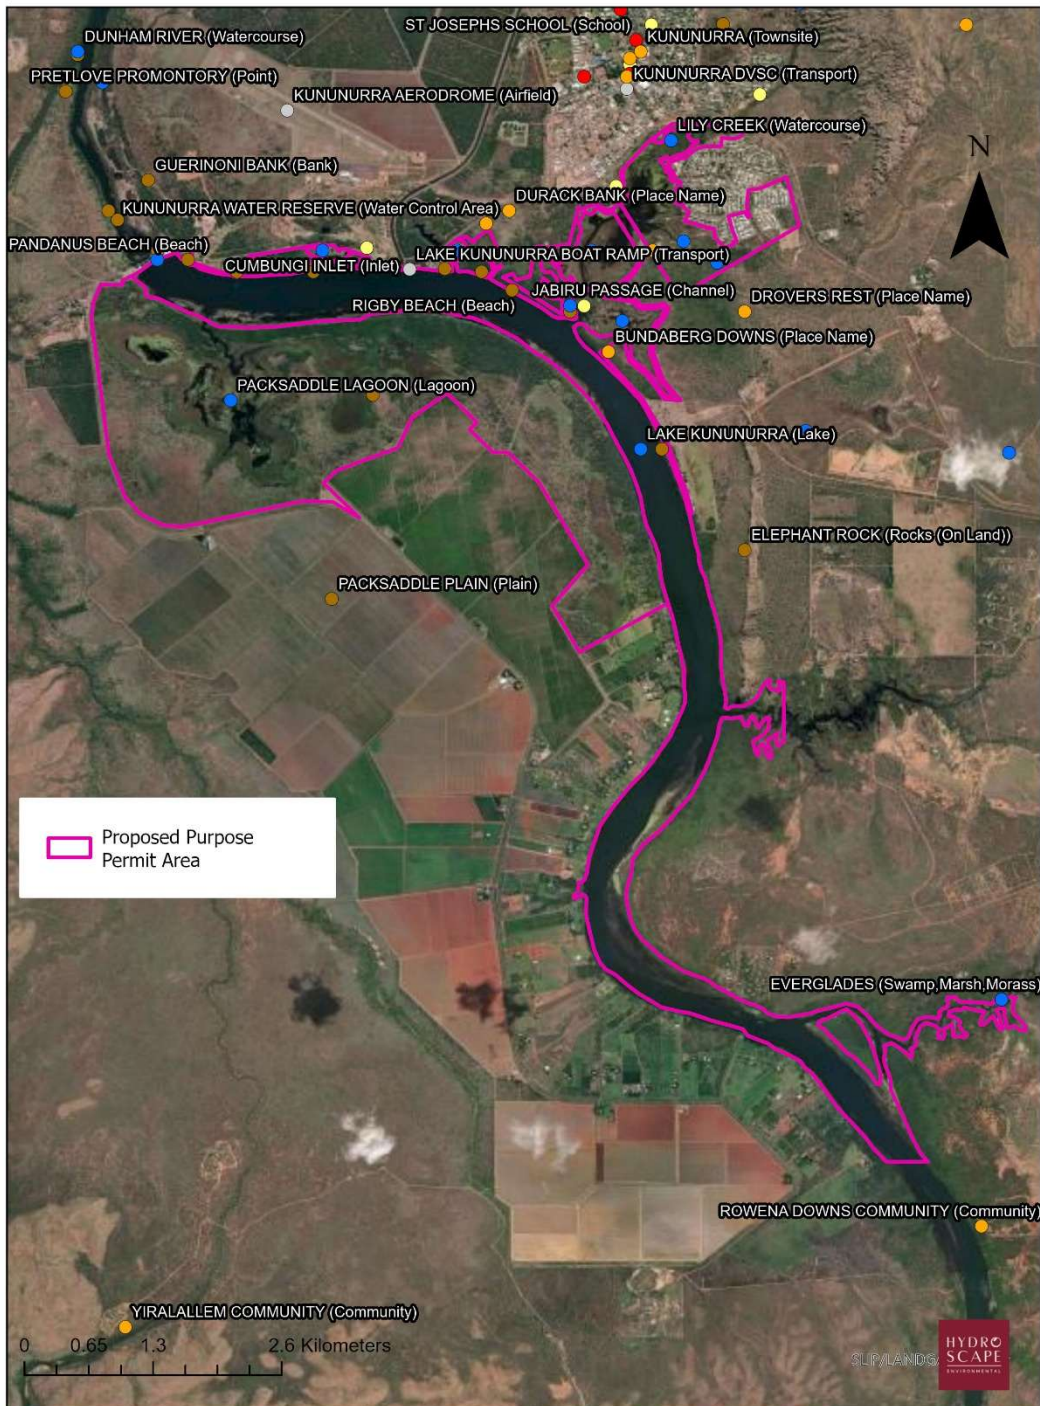 ST JOSEPHS SCHOOL (School)
DUNHAM RIVER (Watercourse)
KUNUNURRA (Townsite)
PRETLOVE PROMONTORY (Point)
KUNUNURRA DVSC (Transport)
KUNUNURRA AERODROME (Airfield)
LILY CREEK (Watercourse)
N
GUERINONI BANK (Bank)
DURACK BANK (Place Name)
KUNUNURRA WATER RESERVE (Water Control Area)
PANDANUS BEACH (Beach)
LAKE KUNUNURRA BOAT RAMP (Transport)
CUMBUNGI INLET (Inlet)
JABIRU PASSAGE (Channel)
DROVERS REST (Place Name)
RIGBY BEACH (Beach)
BUNDABERG DOWNS (Place Name)
PACKSADDLE LAGOON (Lagoon)
LAKE KUNUNURRA (Lake)
ELEPHANT ROCK (Rocks (On Land))
PACKSADDLE PLAIN (Plain)
Proposed Purpose
Permit Area
EVERGLADES (Swamp,Marsh,Morass)
ROWENA DOWNS COMMUNITY (Community)
YIRALALLEM COMMUNITY (Community)
0 0.65 1.3 2.6 Kilometers
HYDRO
SCAPE
ENVIRONMENTAL